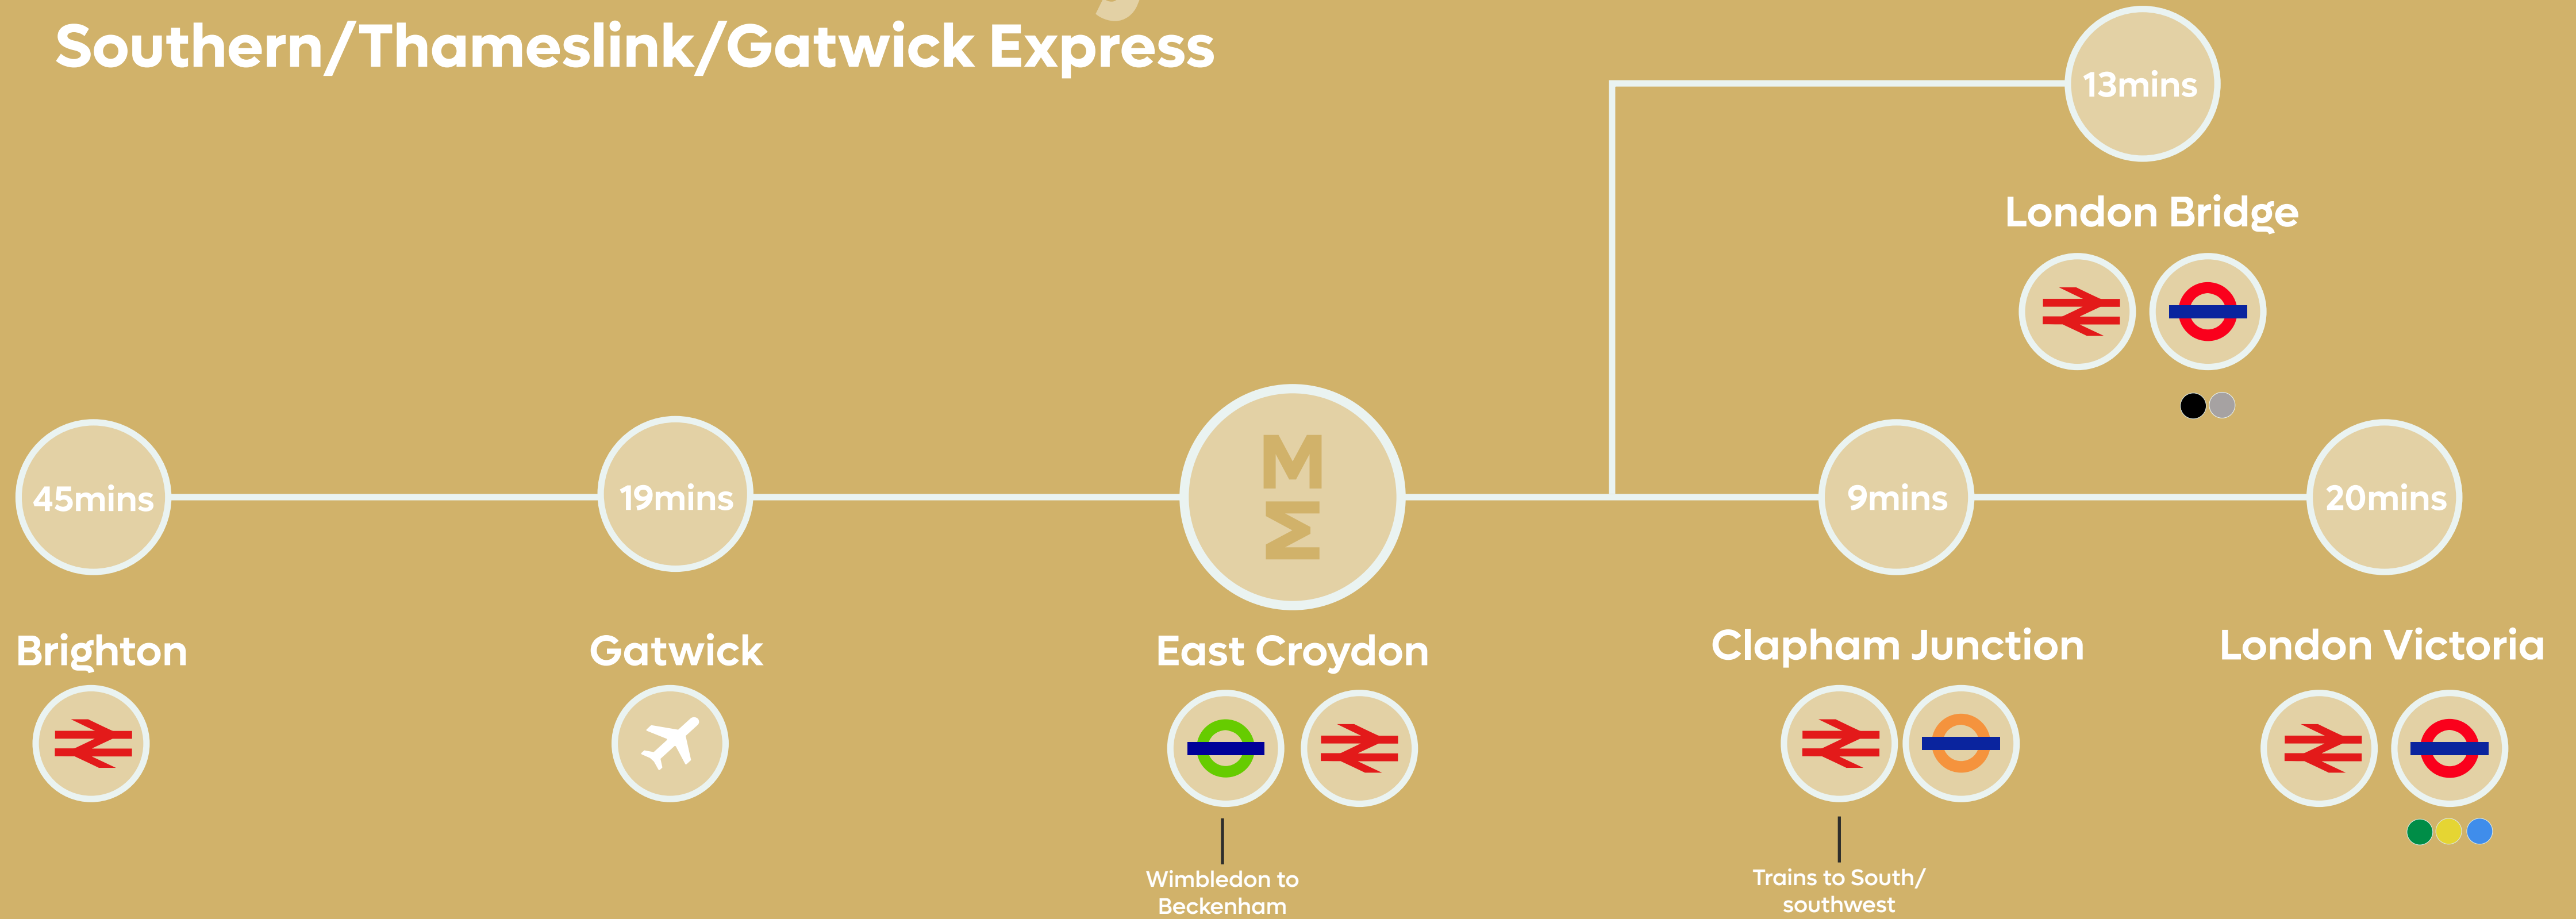 Southern/Thameslink/Gatwick Express
13mins
London Bridge
45mins
19mins
M
M
9mins
20mins
Brighton
Gatwick
East Croydon
Clapham Junction
London Victoria
Wimbledon to
Beckenham
Trains to South/
southwest